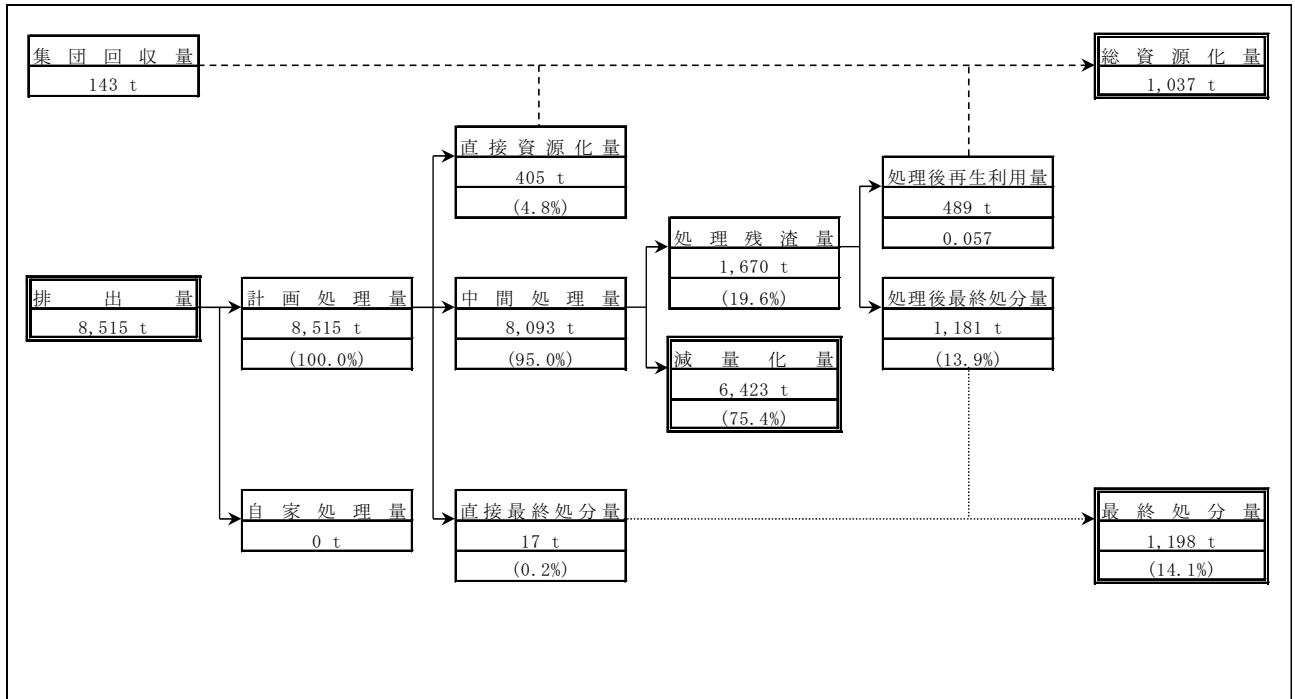 集団回収量
143 t
総資源化量
1,037 t
直接資源化量
405 t
(4.8%)
処理後再生利用量
489 t
0.057
処理残渣量
1,670 t
(19.6%)
排出量
8,515 t
計画処理量
8,515 t
(100.0%)
中間処理量
8,093 t
(95.0%)
処理後最終処分量
1,181 t
(13.9%)
減量化量
6,423 t
(75.4%)
自家処理量
0 t
直接最終処分量
17 t
(0.2%)
最終処分量
1,198 t
(14.1%)